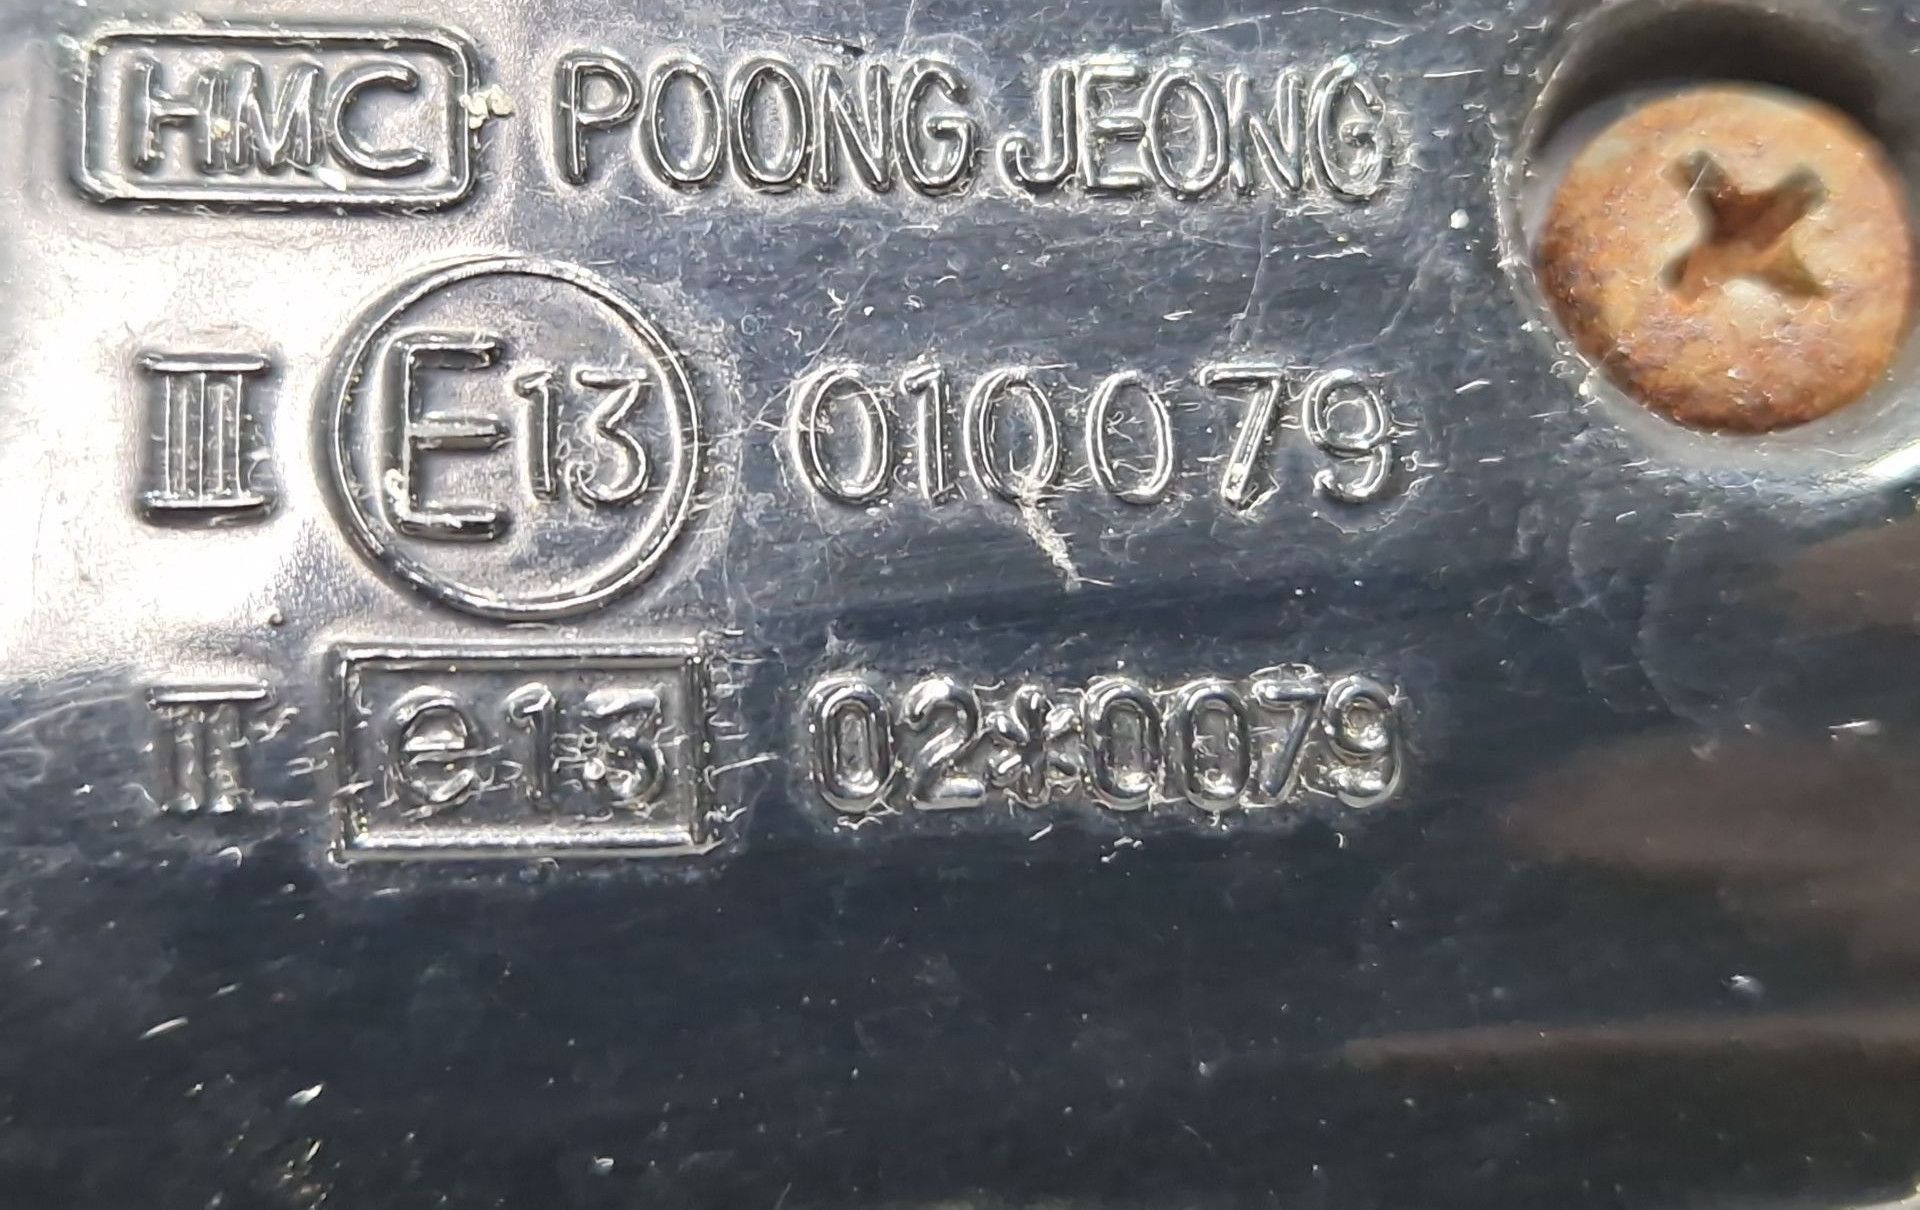 HMC POONG JEONG
III E13 010079
II e13 02*0079